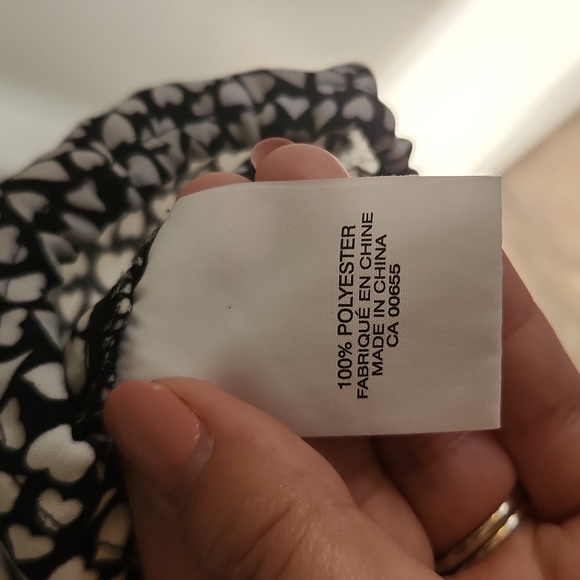 100% POLYESTER
FABRIQUÉ EN CHINE
MADE IN CHINA
CA 00655